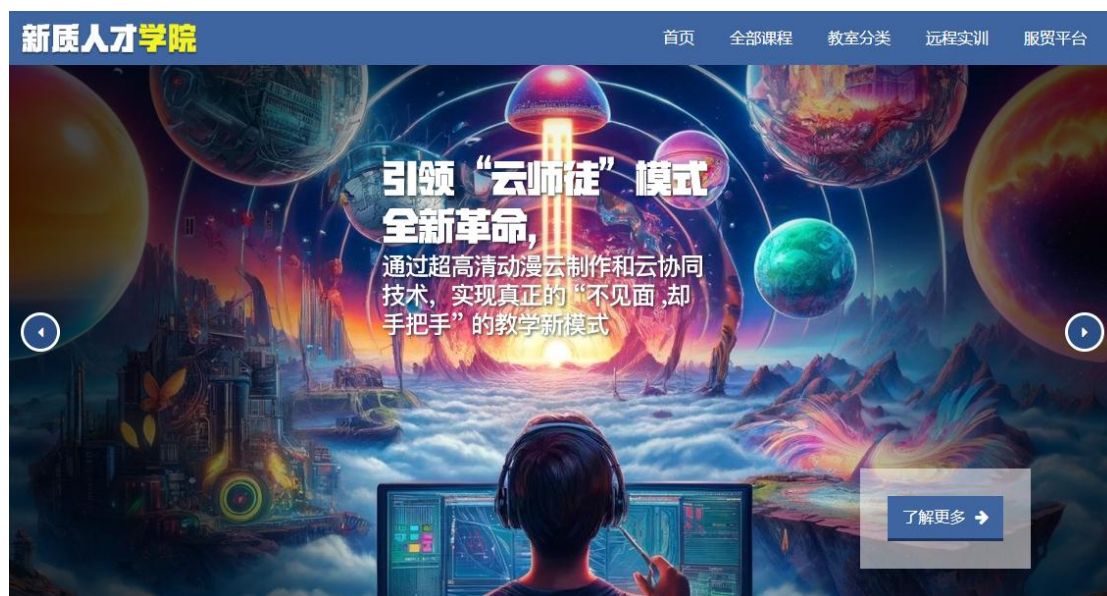 新质人才学院
首页 全部课程 教室分类 远程实训 服贸平台
引领“云师徒”模式
全新革命,
通过超高清动漫云制作和云协同
技术，实现真正的“不见面,却
手把手”的教学新模式
了解更多